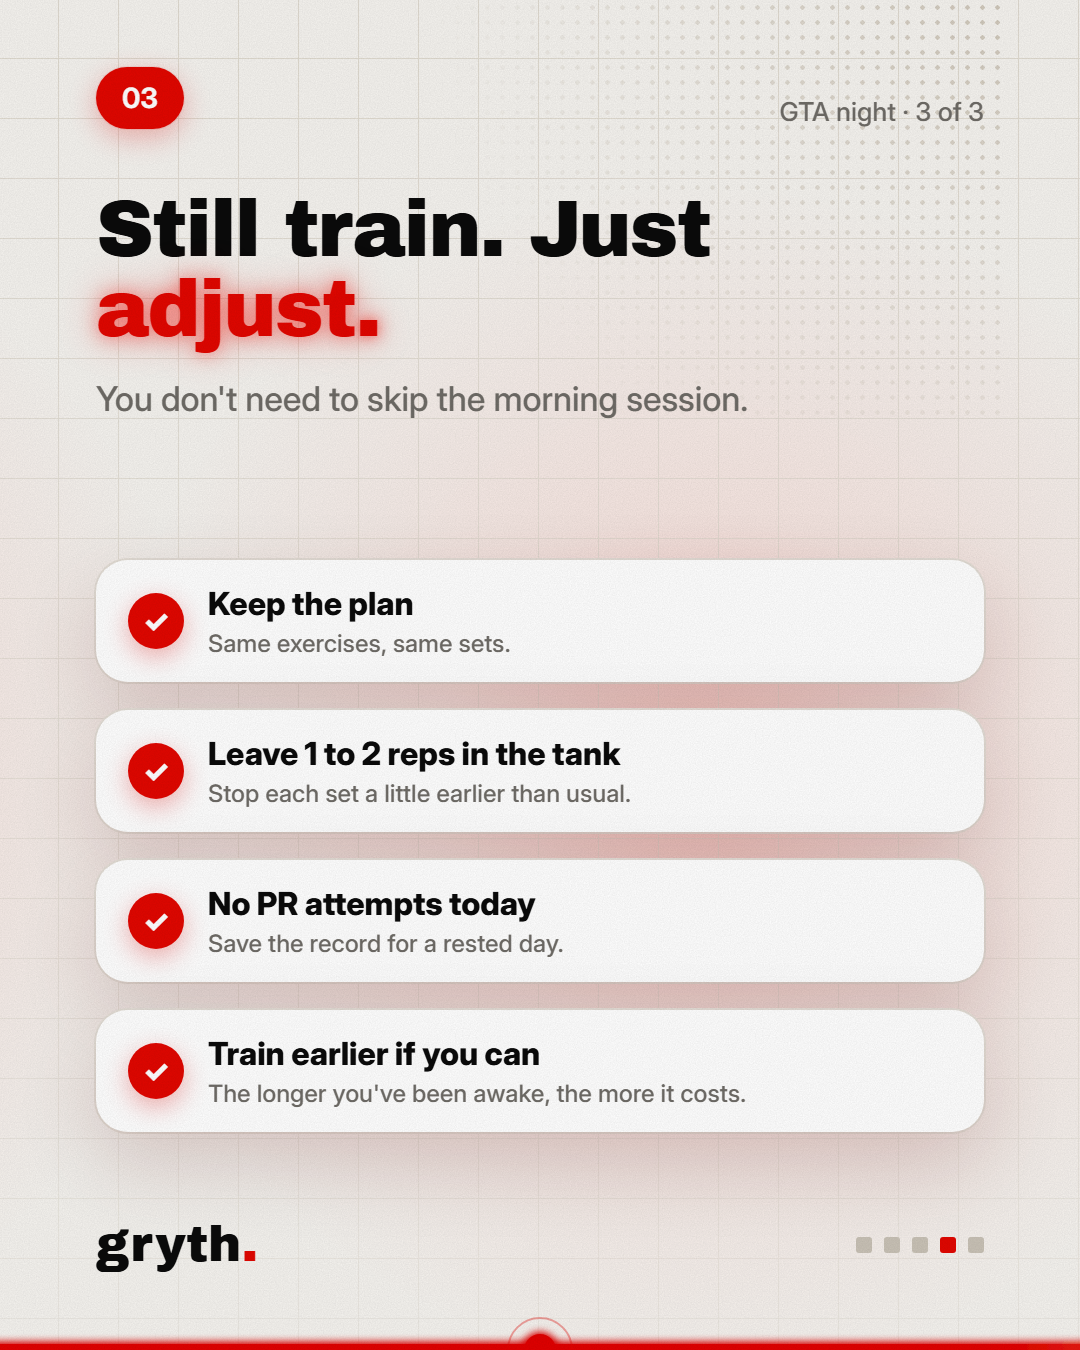 03
GTA night · 3 of 3
Still train. Just
adjust.
You don't need to skip the morning session.
Keep the plan
Same exercises, same sets.
Leave 1 to 2 reps in the tank
Stop each set a little earlier than usual.
No PR attempts today
Save the record for a rested day.
Train earlier if you can
The longer you've been awake, the more it costs.
gryth.